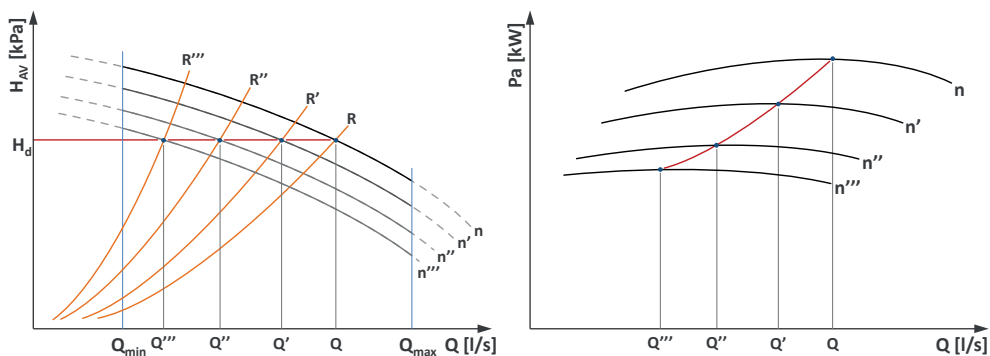 H_AV [kPa]
R'''
R''
R'
R
H_d
n
n'
n''
n'''
Q_min
Q'''
Q''
Q'
Q
Q_max
Q [l/s]
Pa [kW]
n
n'
n''
n'''
Q'''
Q''
Q'
Q
Q [l/s]